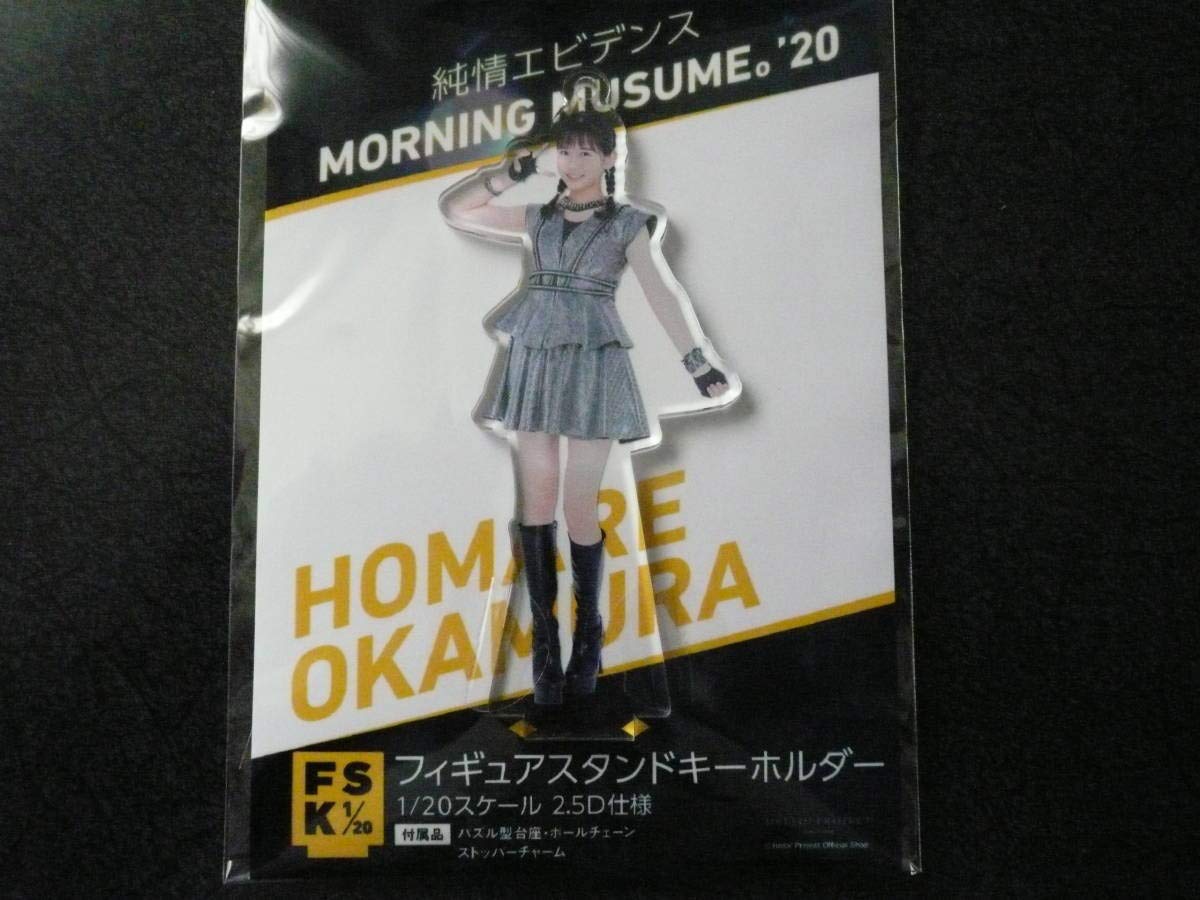 純情エビデンス
MORNING MUSUME。'20
HOMARE
OKAMURA
FSK 1/20
フィギュアスタンドキーホルダー
1/20スケール 2.5D仕様
付属品 パズル型台座・ボールチェーン
ストッパーチャーム
Project Official Shop